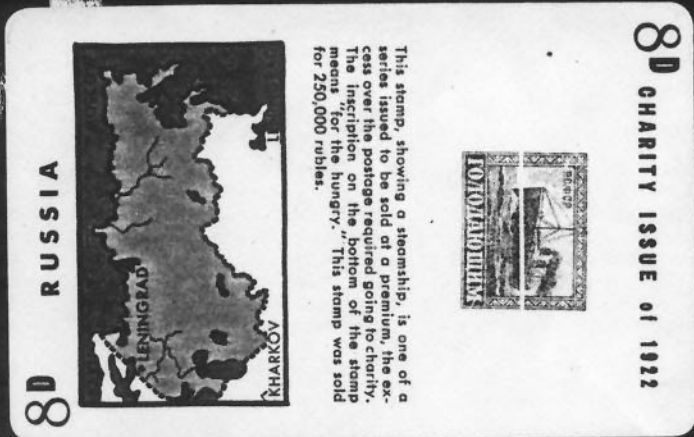 8D CHARITY ISSUE of 1922
РСФСР
ГОЛОДАЮЩИМ
This stamp, showing a steamship, is one of a
series issued to be sold at a premium, the ex-
cess over the postage required going to charity.
The inscription on the bottom of the stamp
means "for the hungry." This stamp was sold
for 250,000 rubles.
LENINGRAD
KHARKOV
RUSSIA
8D